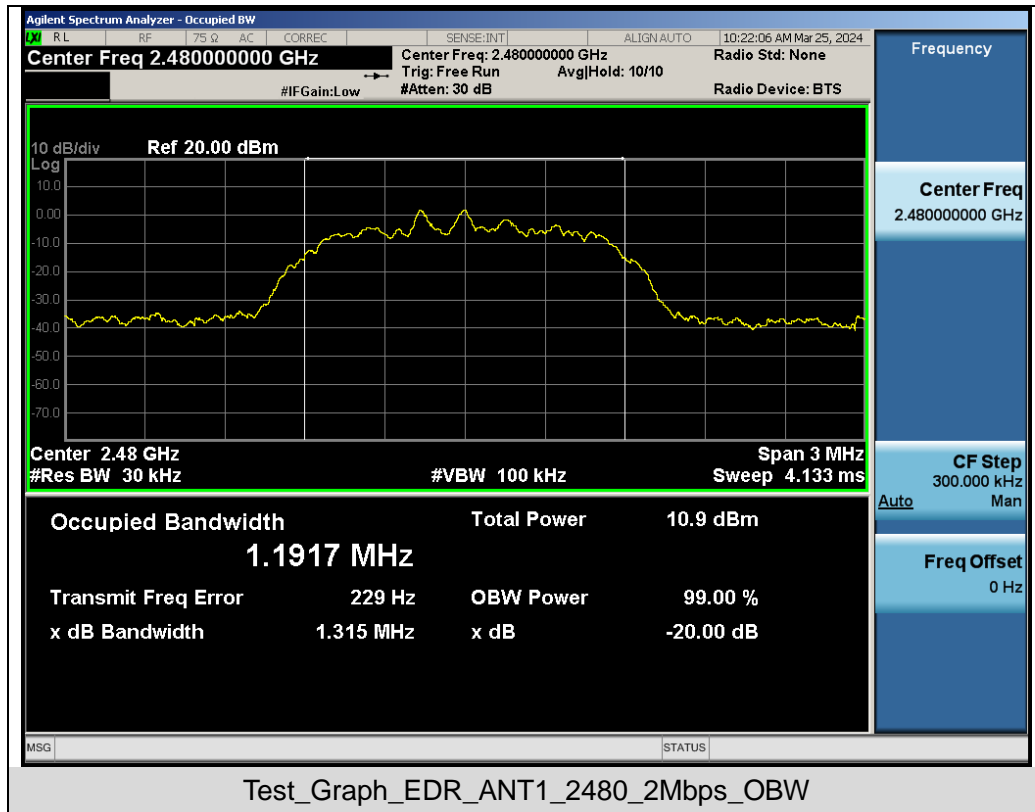 Agilent Spectrum Analyzer - Occupied BW
LXI RL RF 75 Ω AC CORREC SENSE:INT ALIGNAUTO 10:22:06 AM Mar 25, 2024
Center Freq 2.480000000 GHz Center Freq: 2.480000000 GHz Radio Std: None
Trig: Free Run Avg|Hold: 10/10
#IFGain:Low #Atten: 30 dB Radio Device: BTS
10 dB/div Ref 20.00 dBm
Log
10.0
0.00
-10.0
-20.0
-30.0
-40.0
-50.0
-60.0
-70.0
Center 2.48 GHz Span 3 MHz
#Res BW 30 kHz #VBW 100 kHz Sweep 4.133 ms
Occupied Bandwidth Total Power 10.9 dBm
1.1917 MHz
Transmit Freq Error 229 Hz OBW Power 99.00 %
x dB Bandwidth 1.315 MHz x dB -20.00 dB
MSG STATUS
Frequency
Center Freq
2.480000000 GHz
CF Step
300.000 kHz
Auto Man
Freq Offset
0 Hz
Test_Graph_EDR_ANT1_2480_2Mbps_OBW